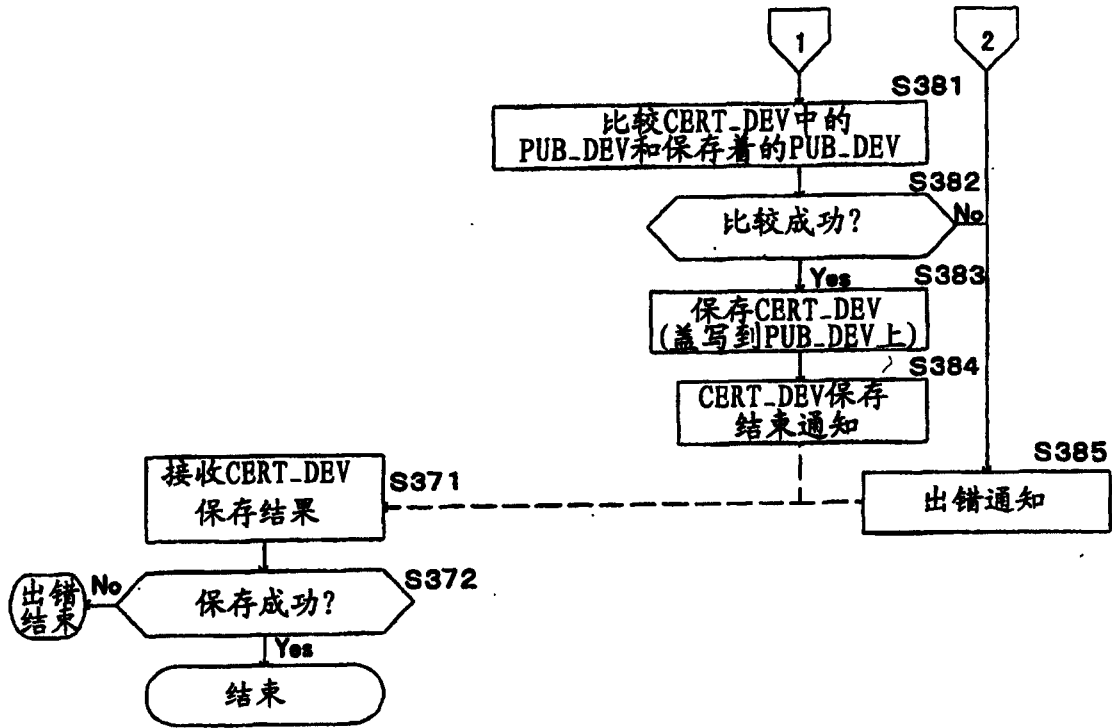 1
2
S381
比较CERT_DEV中的
PUB_DEV和保存着的PUB_DEV
S382
比较成功?
No
Yes
S383
保存CERT_DEV
(盖写到PUB_DEV上)
S384
CERT_DEV保存
结束通知
S385
出错通知
接收CERT_DEV
保存结果
S371
S372
保存成功?
No
出错
结束
Yes
结束